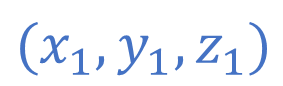 (x₁, y₁, z₁)